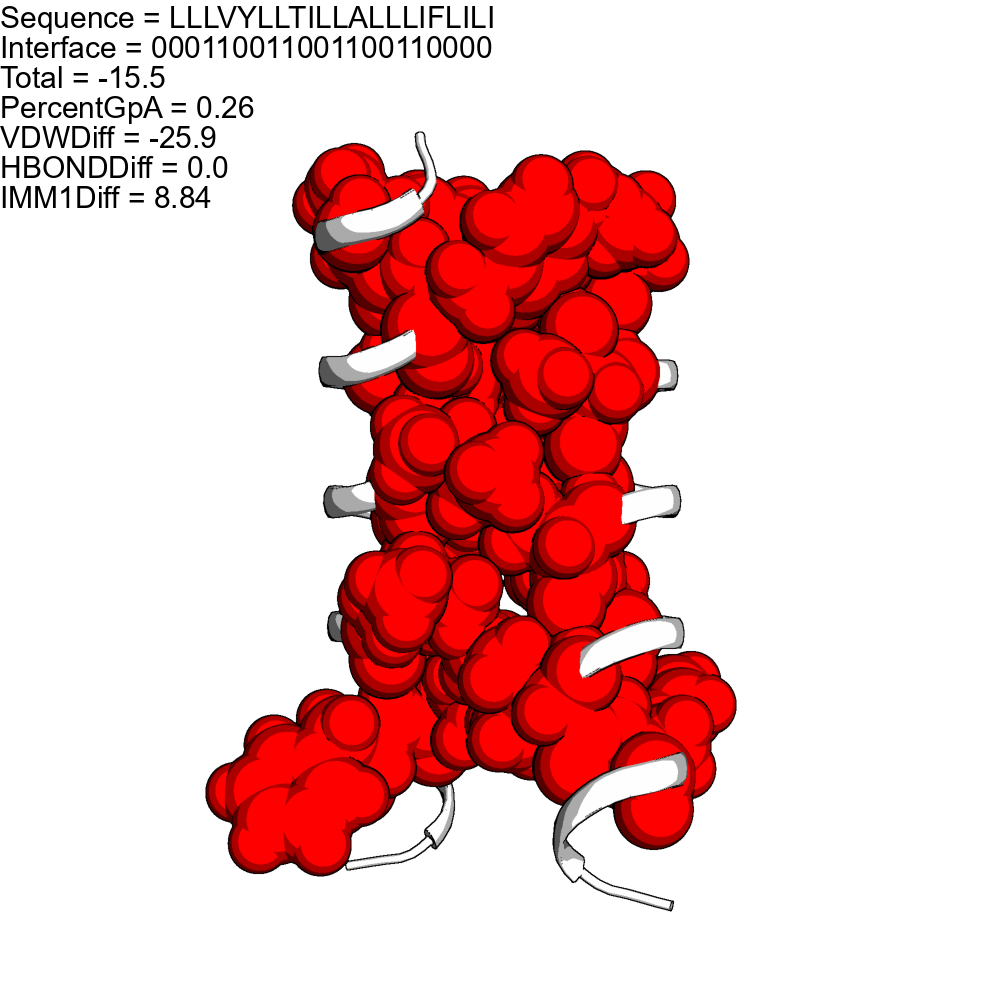 Sequence = LLLVYLLTILLALLLIFLILI
Interface = 000110011001100110000
Total = -15.5
PercentGpA = 0.26
VDWDiff = -25.9
HBONDDiff = 0.0
IMM1Diff = 8.84